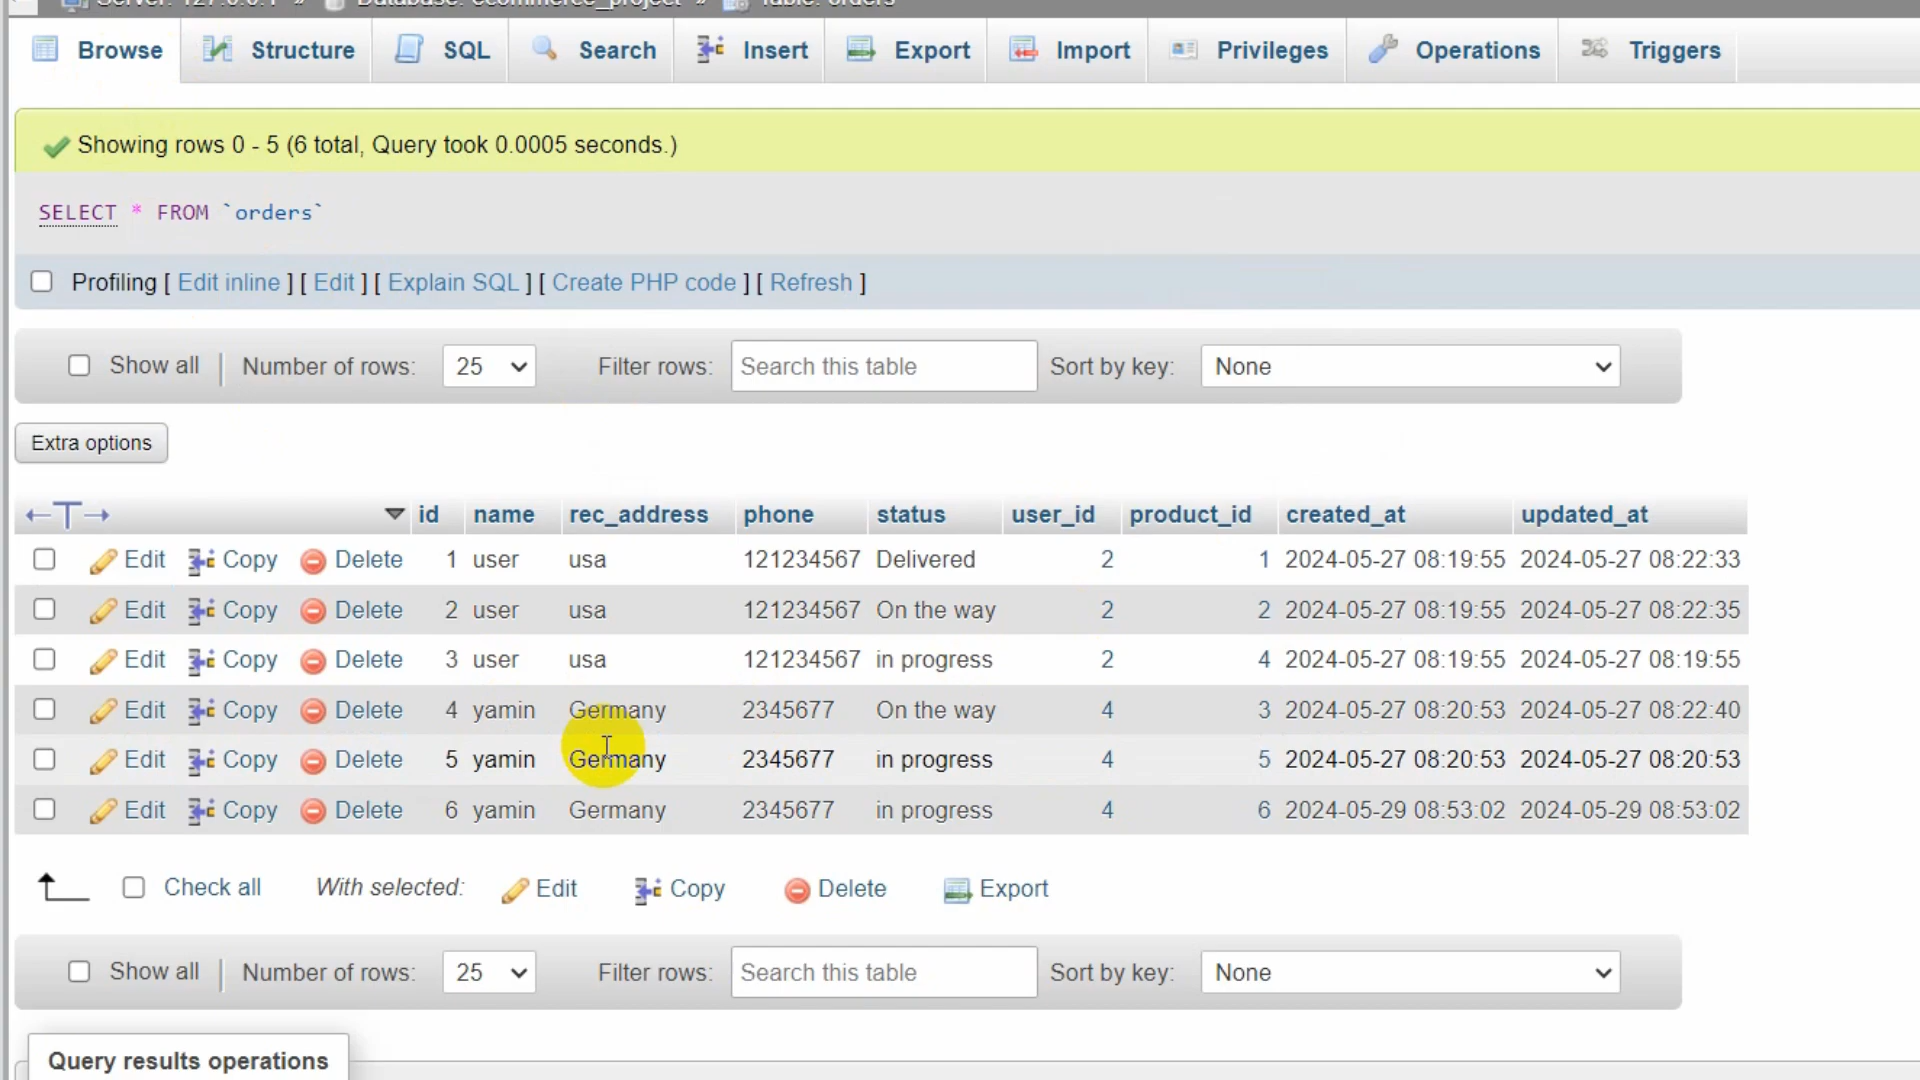 Server: 127.0.0.1 » Database: ecommerce_project » Table: orders
Browse Structure SQL Search Insert Export Import Privileges Operations Triggers
Showing rows 0 - 5 (6 total, Query took 0.0005 seconds.)
SELECT * FROM `orders`
Profiling [ Edit inline ] [ Edit ] [ Explain SQL ] [ Create PHP code ] [ Refresh ]
Show all Number of rows: 25 Filter rows: Search this table Sort by key: None
Extra options
id name rec_address phone status user_id product_id created_at updated_at
Edit Copy Delete 1 user usa 121234567 Delivered 2 1 2024-05-27 08:19:55 2024-05-27 08:22:33
Edit Copy Delete 2 user usa 121234567 On the way 2 2 2024-05-27 08:19:55 2024-05-27 08:22:35
Edit Copy Delete 3 user usa 121234567 in progress 2 4 2024-05-27 08:19:55 2024-05-27 08:19:55
Edit Copy Delete 4 yamin Germany 2345677 On the way 4 3 2024-05-27 08:20:53 2024-05-27 08:22:40
Edit Copy Delete 5 yamin Germany 2345677 in progress 4 5 2024-05-27 08:20:53 2024-05-27 08:20:53
Edit Copy Delete 6 yamin Germany 2345677 in progress 4 6 2024-05-29 08:53:02 2024-05-29 08:53:02
Check all With selected: Edit Copy Delete Export
Show all Number of rows: 25 Filter rows: Search this table Sort by key: None
Query results operations